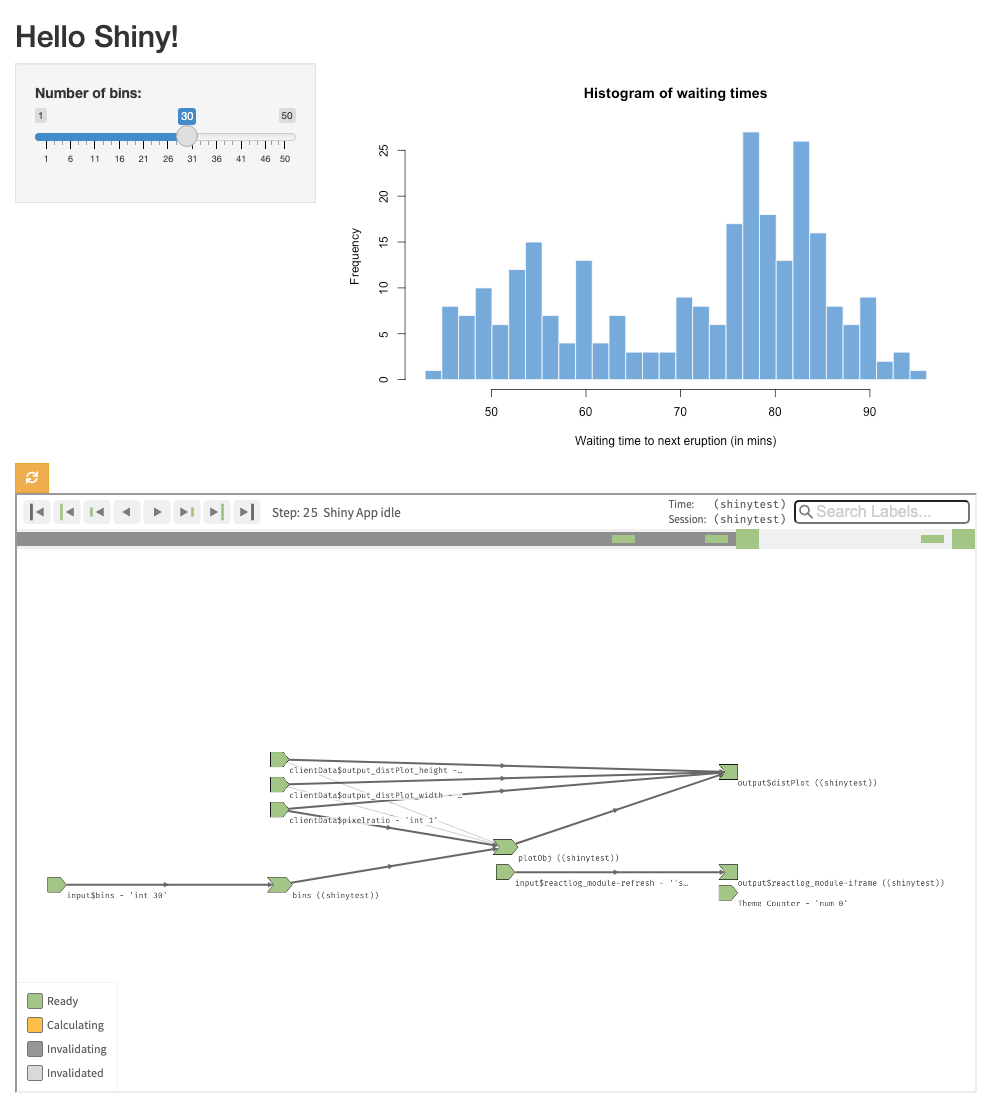 Hello Shiny!
Number of bins:
1 30 50
1 6 11 16 21 26 31 36 41 46 50
Histogram of waiting times
Frequency
0 5 10 15 20 25
50 60 70 80 90
Waiting time to next eruption (in mins)
Step: 25 Shiny App idle
Time: (shinytest)
Session: (shinytest)
Search Labels...
clientData$output_distPlot_height -…
output$distPlot ((shinytest))
clientData$output_distPlot_width - …
clientData$pixelratio - 'int 1'
plotObj ((shinytest))
input$reactlog_module-refresh - ''s…
output$reactlog_module-iframe ((shinytest))
input$bins - 'int 30'
bins ((shinytest))
Theme Counter - 'num 0'
Ready
Calculating
Invalidating
Invalidated